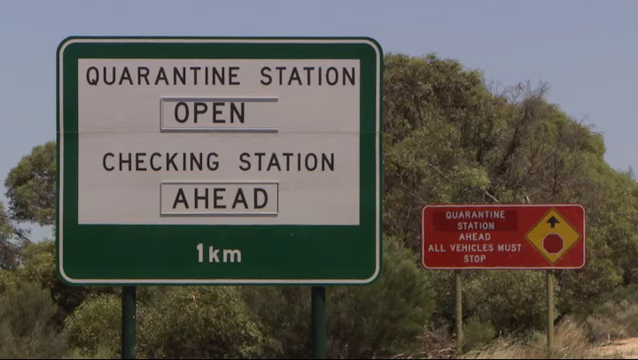 QUARANTINE STATION
OPEN
CHECKING STATION
AHEAD
1km
QUARANTINE
STATION
AHEAD
ALL VEHICLES MUST
STOP